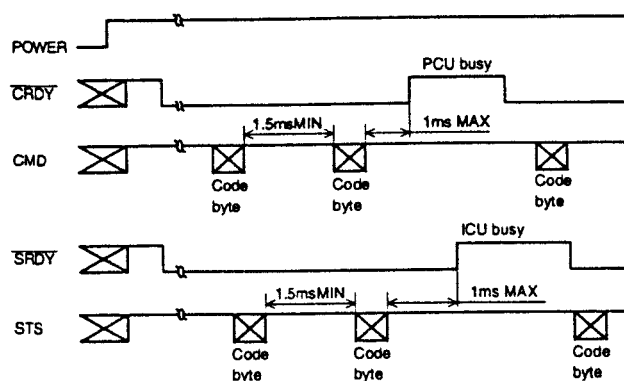 POWER
PCU busy
CRDY
1.5msMIN
1ms MAX
CMD
Code
byte
Code
byte
Code
byte
ICU busy
SRDY
1.5msMIN
1ms MAX
STS
Code
byte
Code
byte
Code
byte